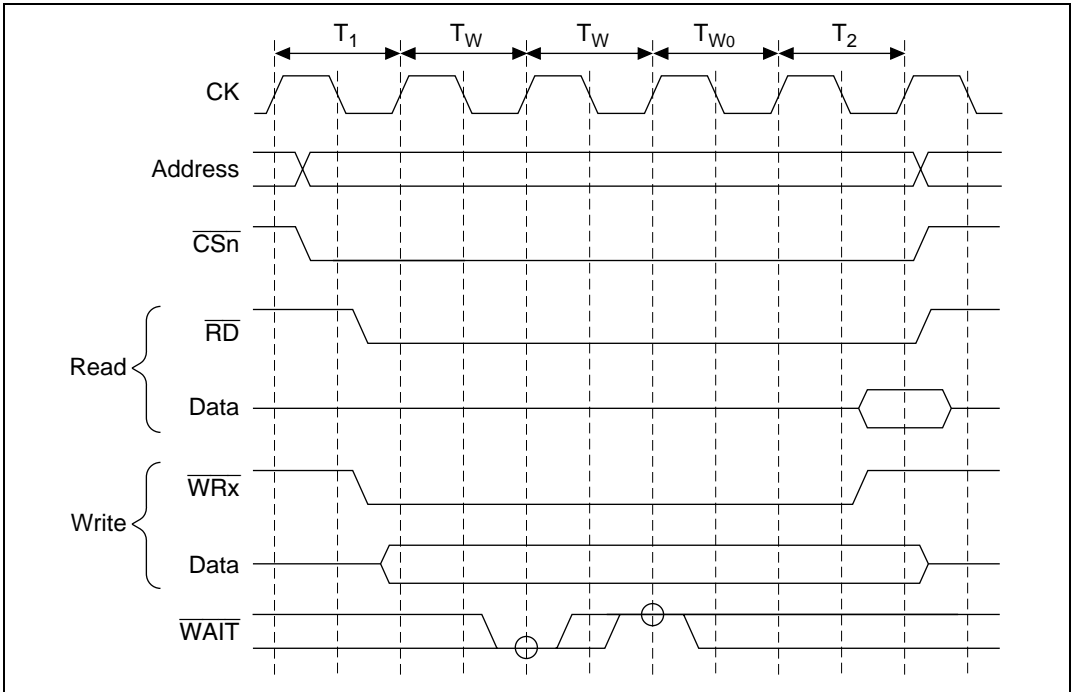 T1 TW TW TW0 T2
CK
Address
CSn
RD
Read
Data
WRx
Write
Data
WAIT